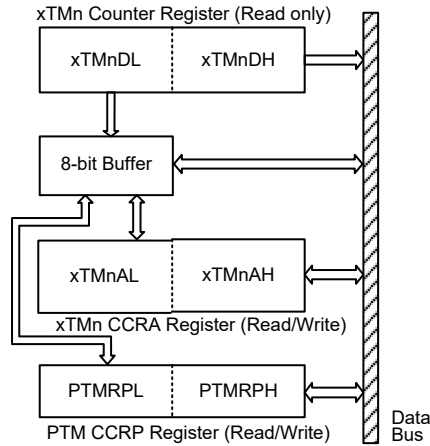 xTMn Counter Register (Read only)
xTMnDL xTMnDH
8-bit Buffer
xTMnAL xTMnAH
xTMn CCRA Register (Read/Write)
PTMRPL PTMRPH
PTM CCRP Register (Read/Write)
Data
Bus